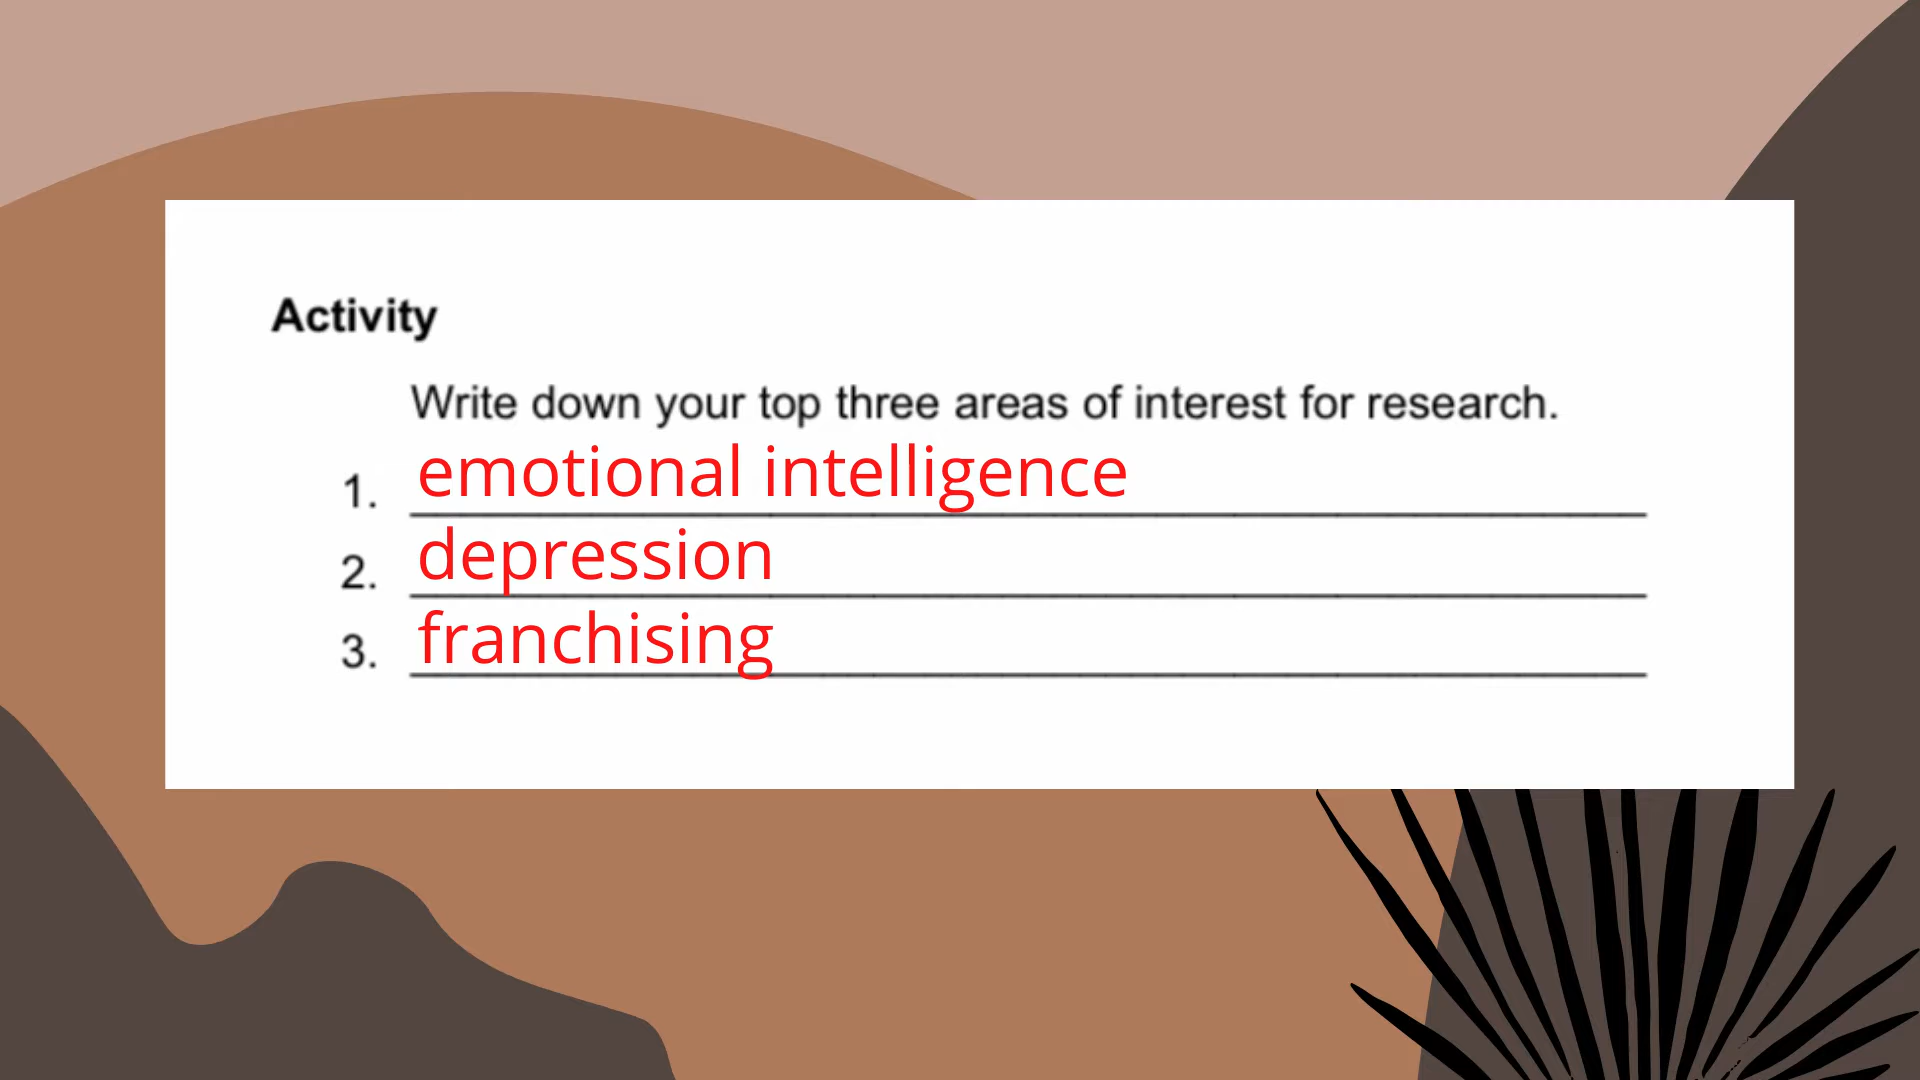 Activity
Write down your top three areas of interest for research.
1. emotional intelligence
2. depression
3. franchising